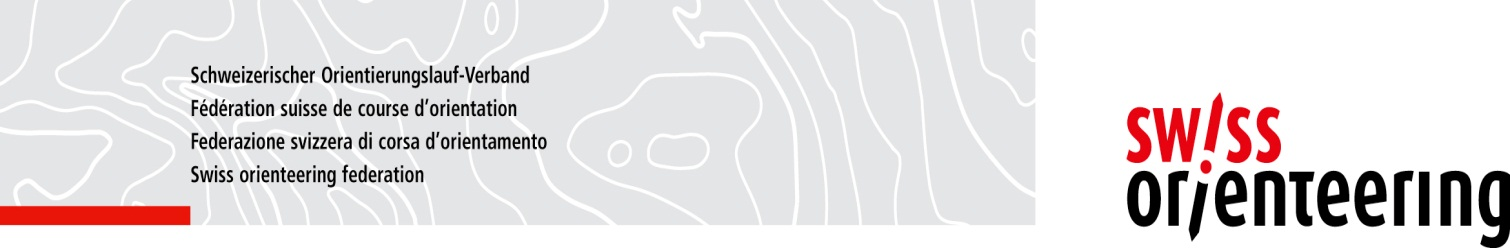 Schweizerischer Orientierungslauf-Verband
Fédération suisse de course d'orientation
Federazione svizzera di corsa d'orientamento
Swiss orienteering federation
swiss
orienteering